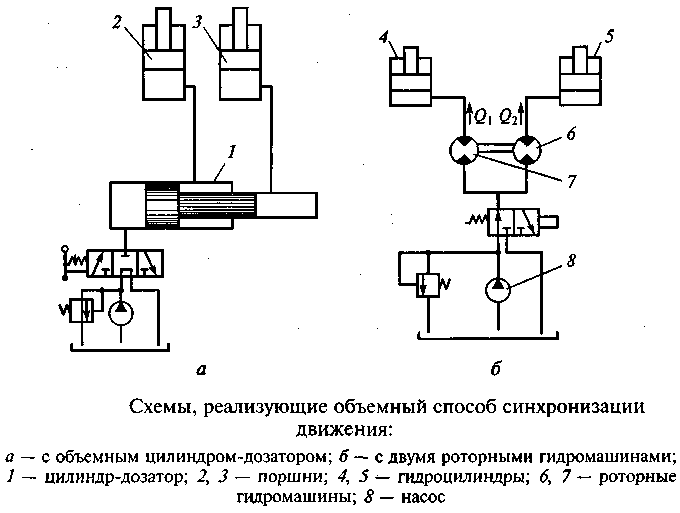 2
3
4
5
Q1 Q2
6
1
7
8
а
б
Схемы, реализующие объемный способ синхронизации
движения:
а — с объемным цилиндром-дозатором; б — с двумя роторными гидромашинами;
1 — цилиндр-дозатор; 2, 3 — поршни; 4, 5 — гидроцилиндры; 6, 7 — роторные
гидромашины; 8 — насос